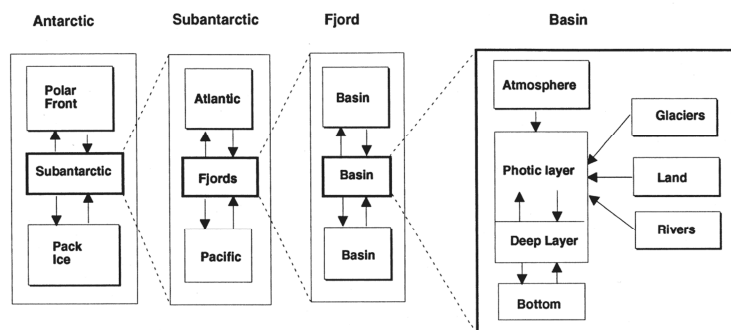 Antarctic
Subantarctic
Fjord
Basin
Polar
Front
Subantarctic
Pack
Ice
Atlantic
Fjords
Pacific
Basin
Basin
Basin
Atmosphere
Photic layer
Deep Layer
Bottom
Glaciers
Land
Rivers